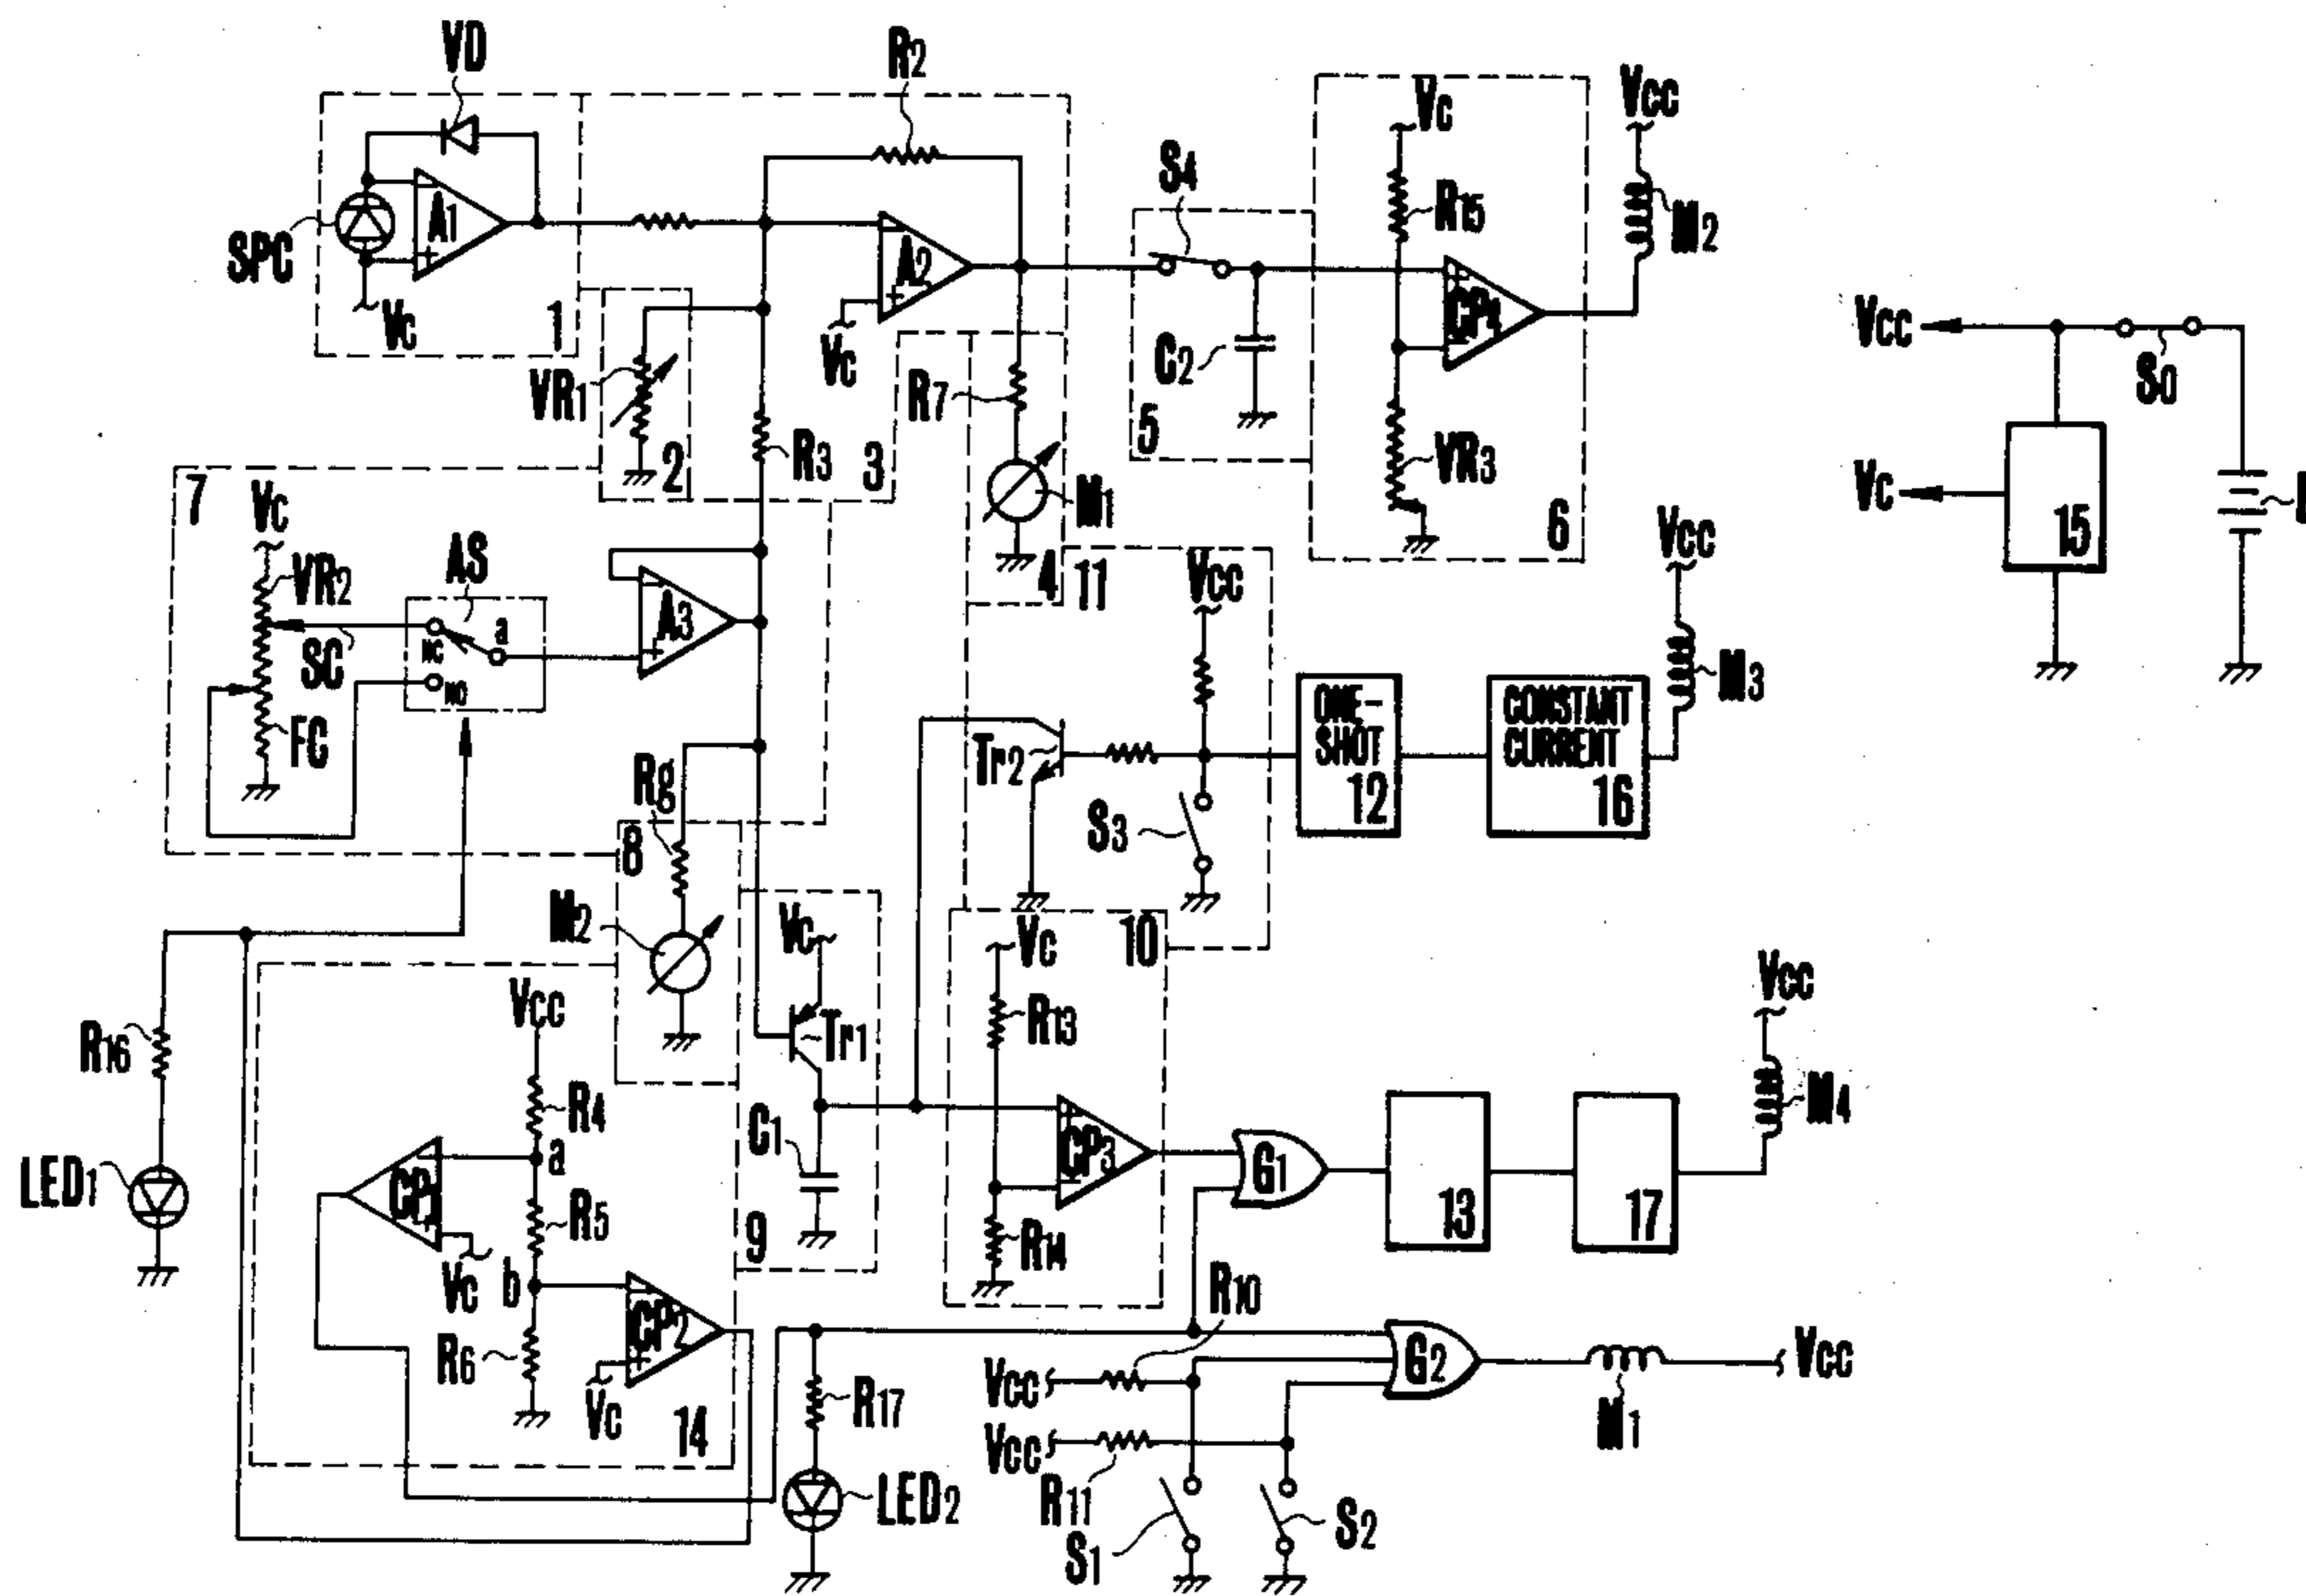 VD
R2
VCC
VC
S4
A1
R15
SPC
A2
M2
VC
1
CP4
VCC
VC
C2
S0
VR1
R7
5
R3
VR3
2
3
7
VC
M1
VC
6
15
VCC
AS
VR2
4
11
VCC
a
A3
NC
SC
M3
NO
ONE-
SHOT
12
CONSTANT
CURRENT
16
FC
Tr2
R9
S3
8
M2
VC
VC
10
VCC
VCC
R13
R16
Tr1
R4
M4
C1
a
CP3
LED1
CP1
G1
13
17
R5
9
R14
VC
b
R10
CP2
R6
G2
VCC
VCC
R17
VC
14
M1
VCC
R11
LED2
S1
S2